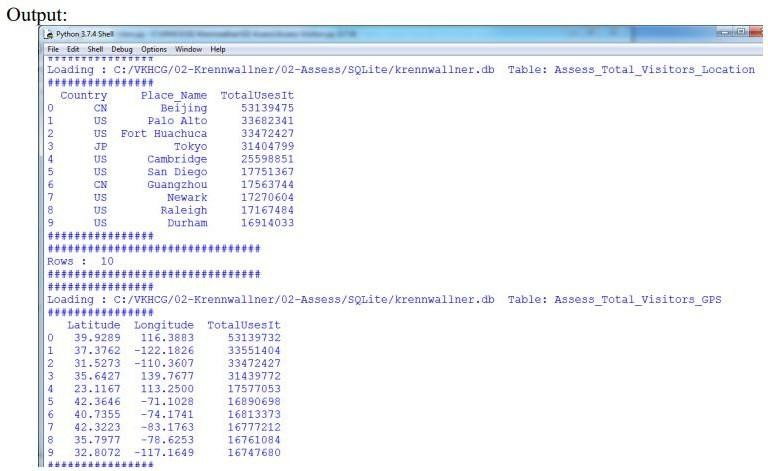 Output:
Python 3.7.4 Shell
File Edit Shell Debug Options Window Help
################
Loading : C:/VKHCG/02-Krennwallner/02-Assess/SQLite/krennwallner.db  Table: Assess_Total_Visitors_Location
################
Country Place_Name TotalUsesIt
0 CN Beijing 53139475
1 US Palo Alto 33682341
2 US Fort Huachuca 33472427
3 JP Tokyo 31404799
4 US Cambridge 25598851
5 US San Diego 17751367
6 CN Guangzhou 17563744
7 US Newark 17270604
8 US Raleigh 17167484
9 US Durham 16914033
################
################################
Rows :  10
################################
################
Loading : C:/VKHCG/02-Krennwallner/02-Assess/SQLite/krennwallner.db  Table: Assess_Total_Visitors_GPS
################
Latitude Longitude TotalUsesIt
0 39.9289 116.3883 53139732
1 37.3762 -122.1826 33551404
2 31.5273 -110.3607 33472427
3 35.6427 139.7677 31439772
4 23.1167 113.2500 17577053
5 42.3646 -71.1028 16890698
6 40.7355 -74.1741 16813373
7 42.3223 -83.1763 16777212
8 35.7977 -78.6253 16761084
9 32.8072 -117.1649 16747680
################